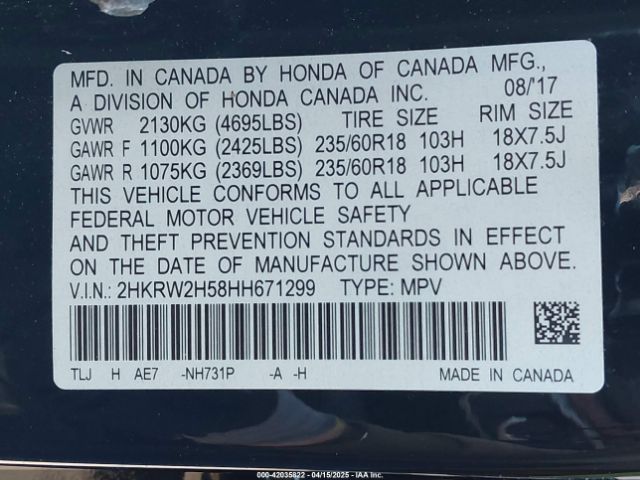 MFD. IN CANADA BY HONDA OF CANADA MFG.,
A DIVISION OF HONDA CANADA INC. 08/'17
GVWR 2130KG (4695LBS) TIRE SIZE RIM SIZE
GAWR F 1100KG (2425LBS) 235/60R18 103H 18X7.5J
GAWR R 1075KG (2369LBS) 235/60R18 103H 18X7.5J
THIS VEHICLE CONFORMS TO ALL APPLICABLE
FEDERAL MOTOR VEHICLE SAFETY
AND THEFT PREVENTION STANDARDS IN EFFECT
ON THE DATE OF MANUFACTURE SHOWN ABOVE.
V.I.N.: 2HKRW2H58HH671299 TYPE: MPV
TLJ H AE7 -NH731P -A -H MADE IN CANADA
000-42035822 - 04/15/2025 - IAA Inc.